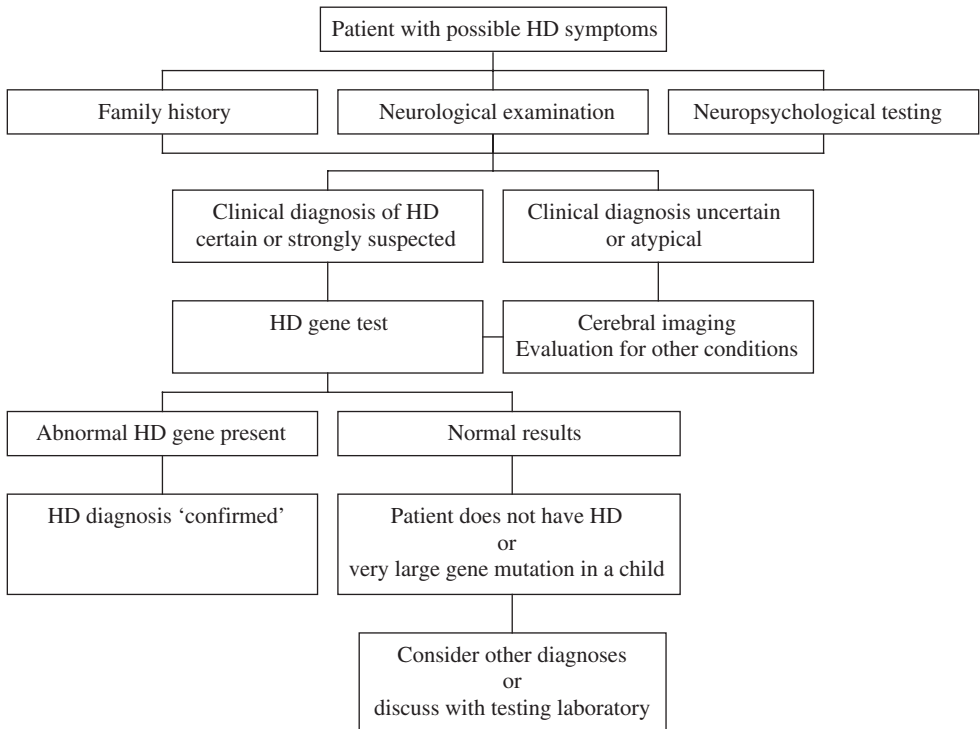 Patient with possible HD symptoms
Family history
Neurological examination
Neuropsychological testing
Clinical diagnosis of HD
certain or strongly suspected
Clinical diagnosis uncertain
or atypical
HD gene test
Cerebral imaging
Evaluation for other conditions
Abnormal HD gene present
Normal results
HD diagnosis ‘confirmed’
Patient does not have HD
or
very large gene mutation in a child
Consider other diagnoses
or
discuss with testing laboratory